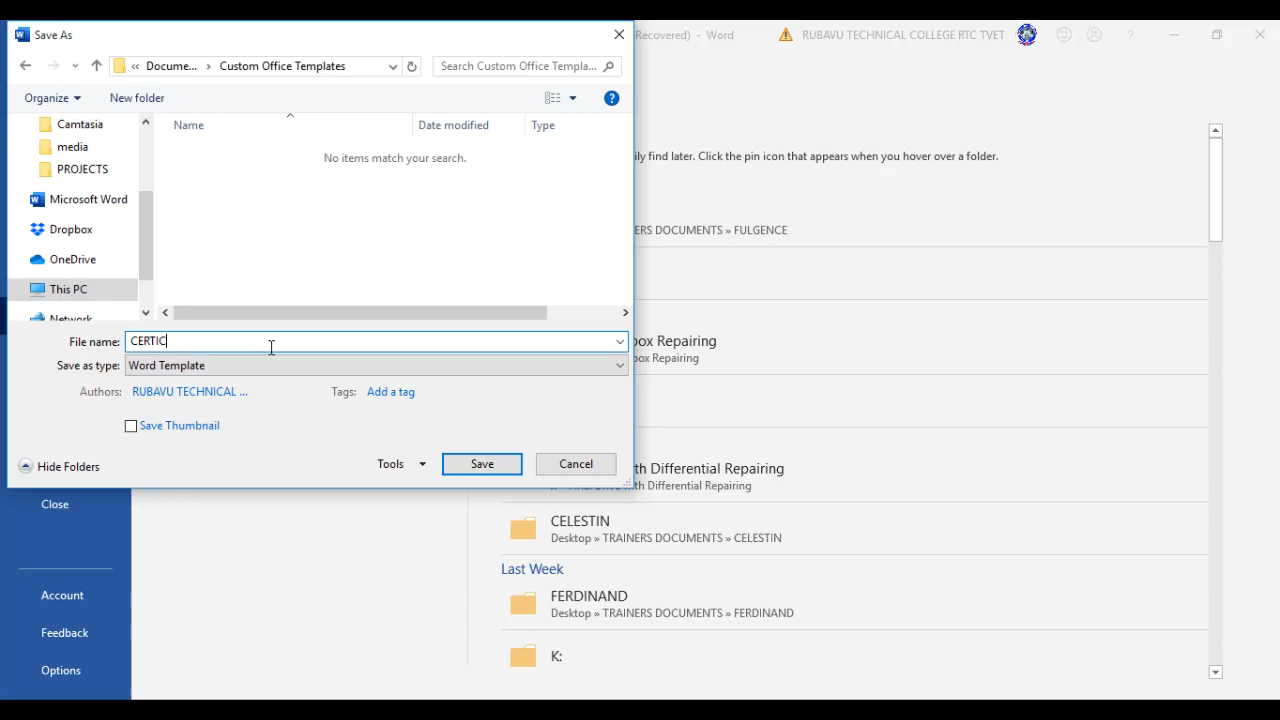 Save As
Recovered) - Word
RUBAVU TECHNICAL COLLEGE RTC TVET
« Docume... › Custom Office Templates
Search Custom Office Templa...
Organize
New folder
Camtasia
media
PROJECTS
Microsoft Word
Dropbox
OneDrive
This PC
Network
Name
Date modified
Type
No items match your search.
File name: CERTIC
Save as type: Word Template
Authors: RUBAVU TECHNICAL ...
Tags: Add a tag
Save Thumbnail
Hide Folders
Tools
Save
Cancel
ily find later. Click the pin icon that appears when you hover over a folder.
ERS DOCUMENTS » FULGENCE
box Repairing
box Repairing
th Differential Repairing
with Differential Repairing
CELESTIN
Desktop » TRAINERS DOCUMENTS » CELESTIN
Last Week
FERDINAND
Desktop » TRAINERS DOCUMENTS » FERDINAND
K:
Close
Account
Feedback
Options